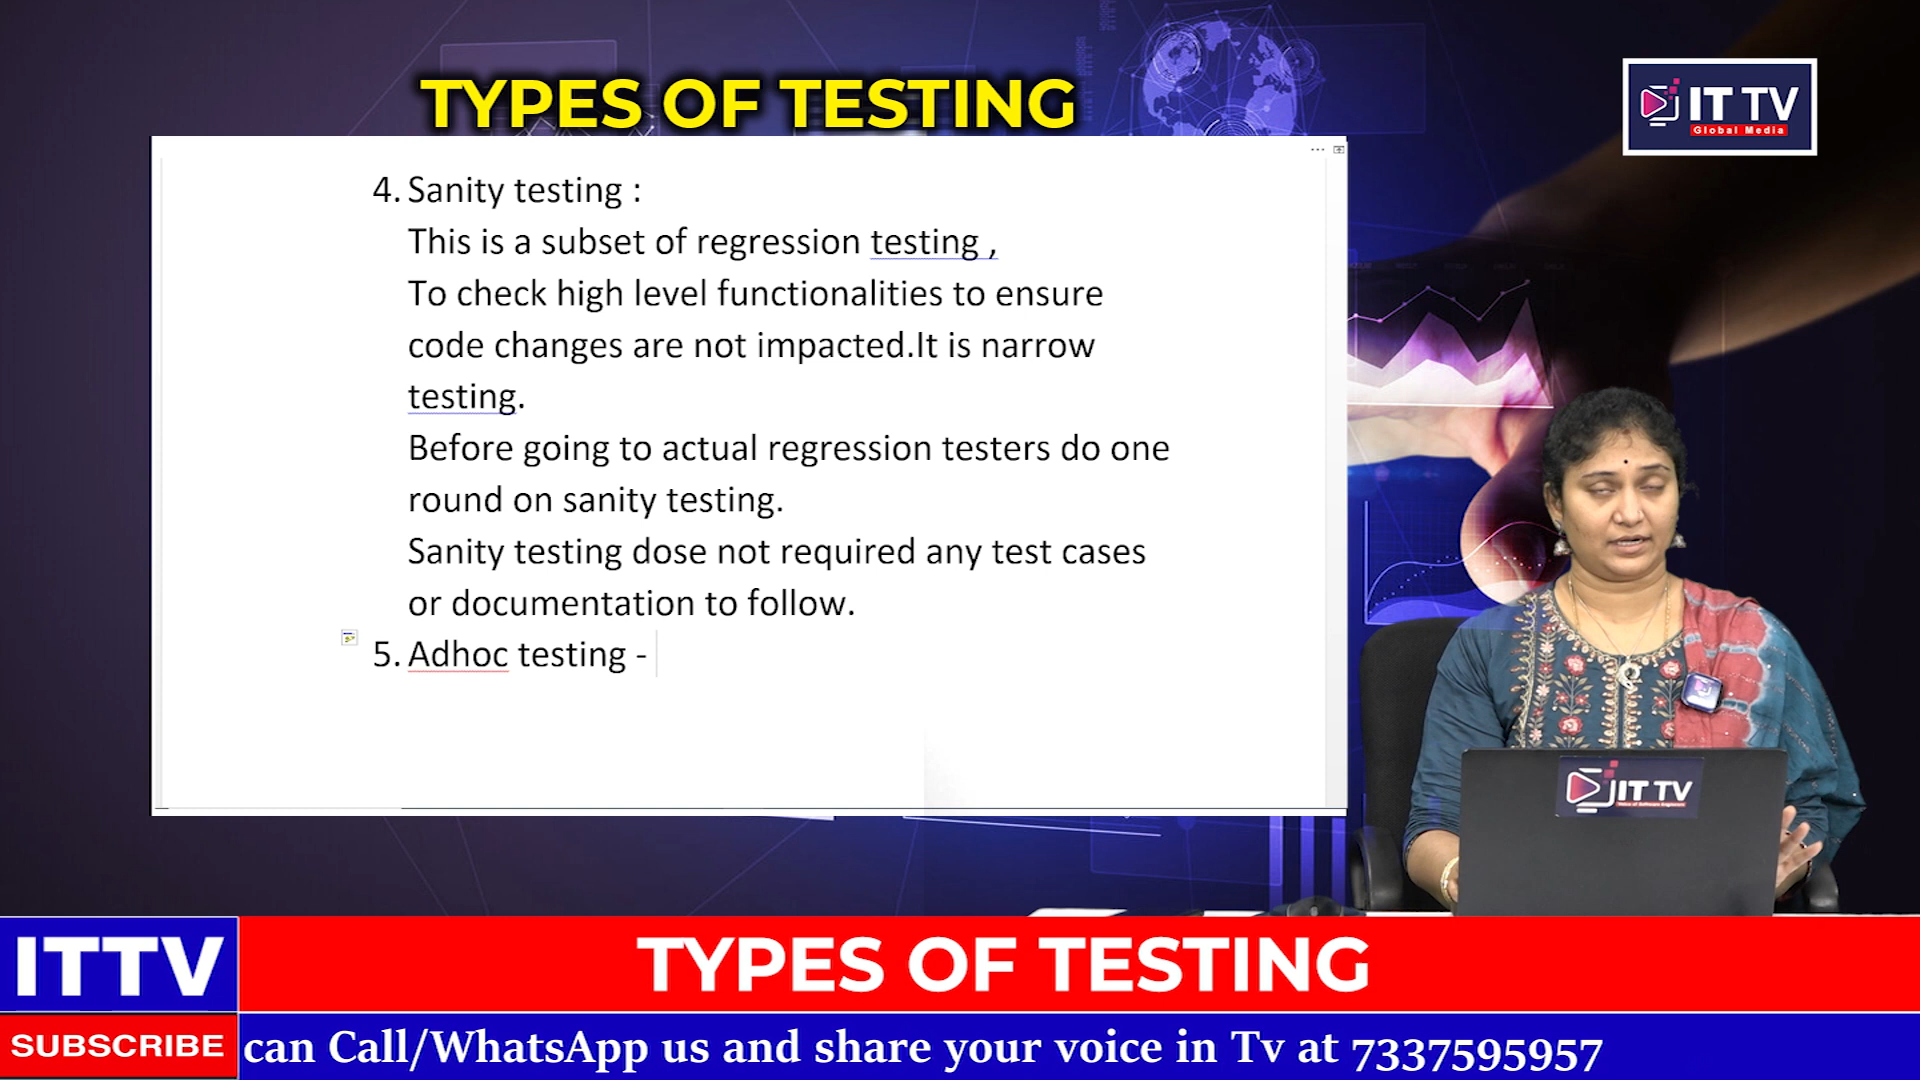 TYPES OF TESTING
IT TV
Global Media
4. Sanity testing :
This is a subset of regression testing ,
To check high level functionalities to ensure
code changes are not impacted.It is narrow
testing.
Before going to actual regression testers do one
round on sanity testing.
Sanity testing dose not required any test cases
or documentation to follow.
5. Adhoc testing -
IT TV
Voice of Software Engineers
ITTV
TYPES OF TESTING
SUBSCRIBE
can Call/WhatsApp us and share your voice in Tv at 7337595957